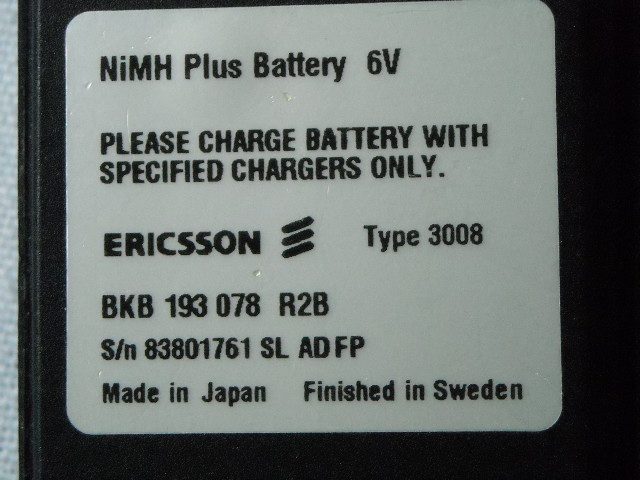 NiMH Plus Battery 6V
PLEASE CHARGE BATTERY WITH
SPECIFIED CHARGERS ONLY.
ERICSSON Type 3008
BKB 193 078 R2B
S/n 83801761 SL AD FP
Made in Japan Finished in Sweden